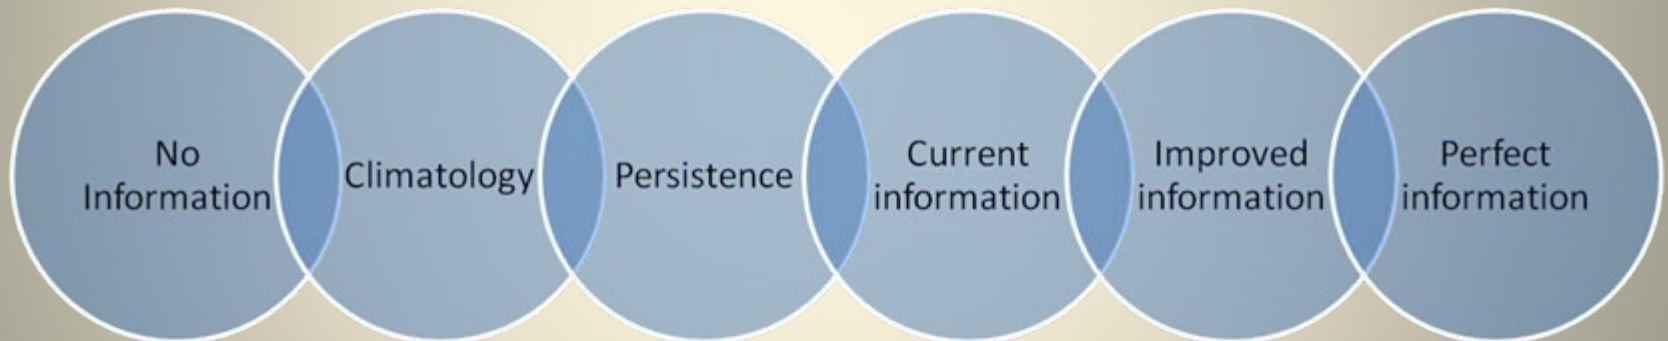 No
Information
Climatology
Persistence
Current
information
Improved
information
Perfect
information